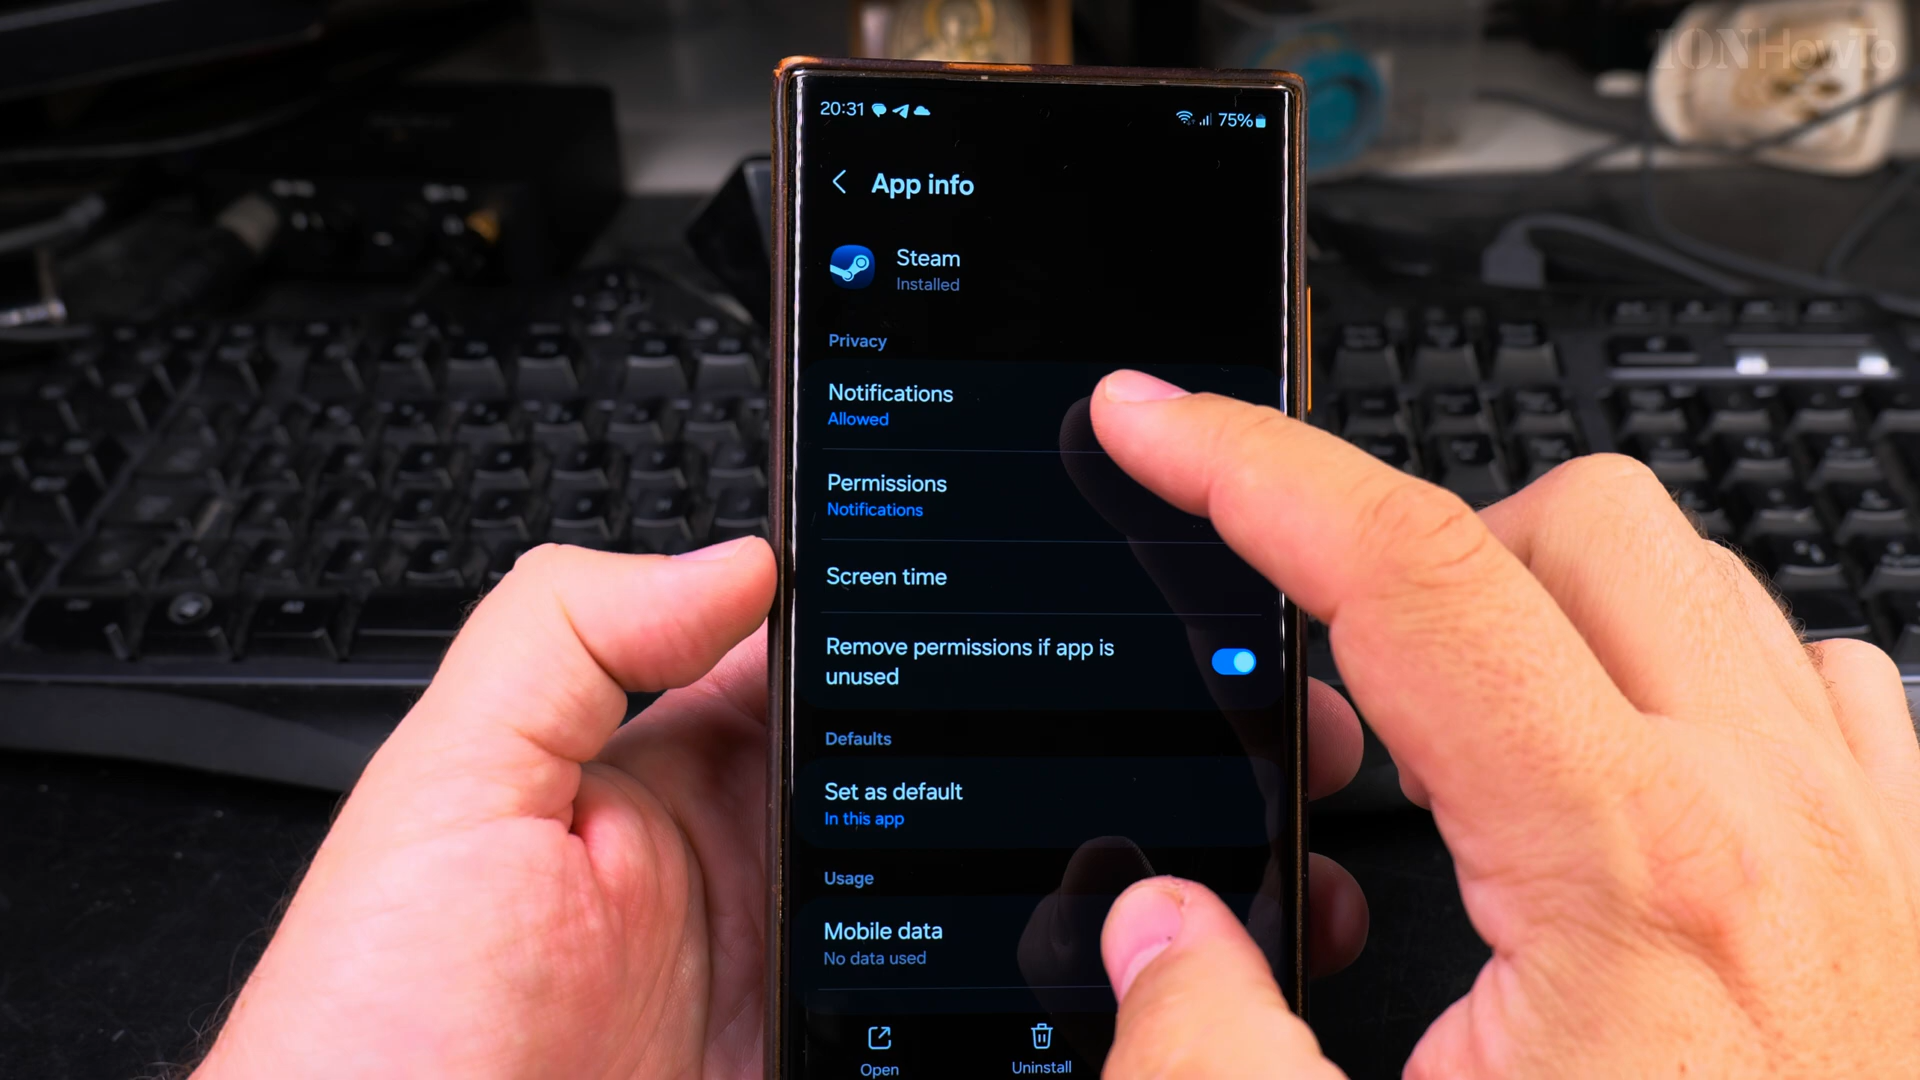 IONHowTo
20:31
75%
App info
Steam
Installed
Privacy
Notifications
Allowed
Permissions
Notifications
Screen time
Remove permissions if app is
unused
Defaults
Set as default
In this app
Usage
Mobile data
No data used
Open
Uninstall